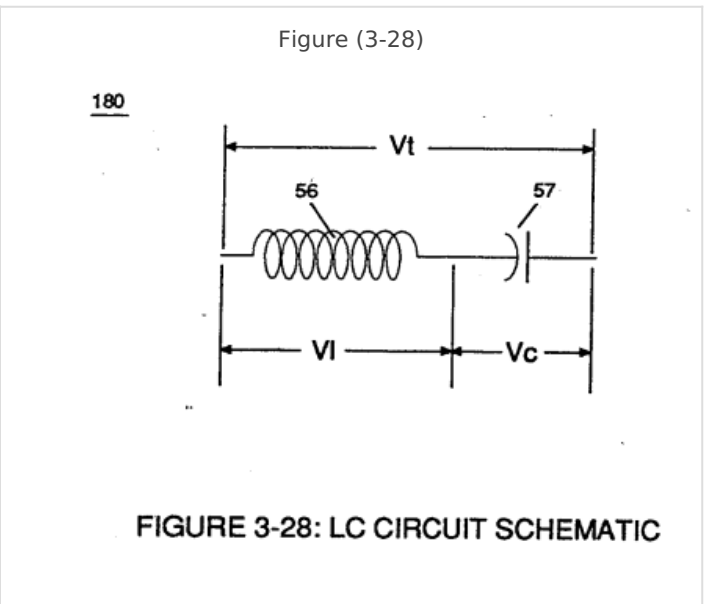 Figure (3-28)
180
Vt
56
57
Vl
Vc
FIGURE 3-28: LC CIRCUIT SCHEMATIC